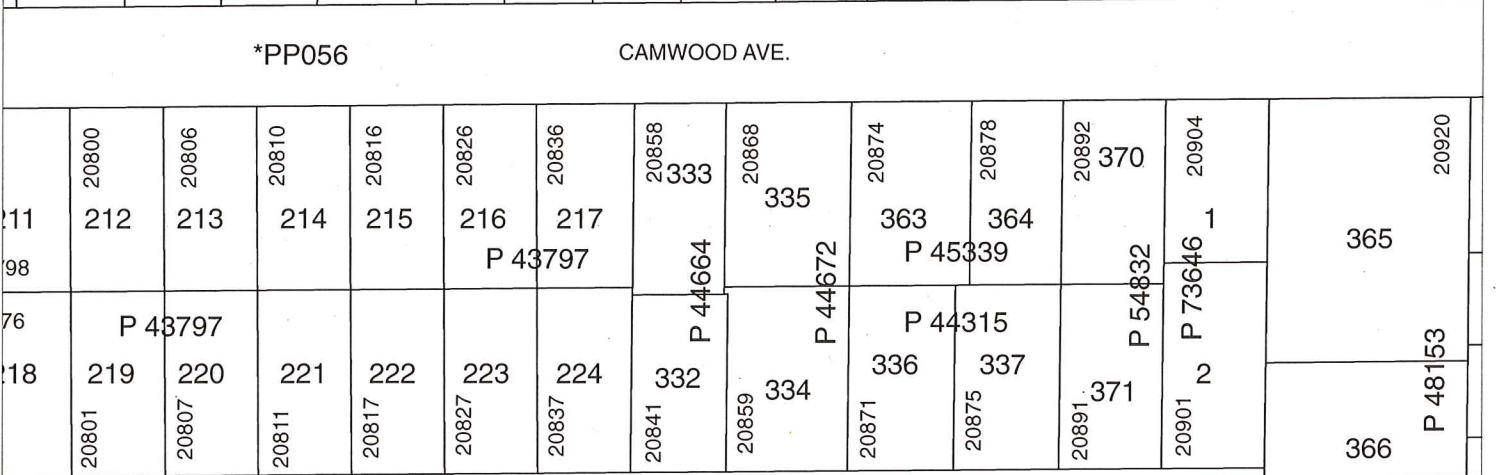 *PP056 CAMWOOD AVE.
20800 20806 20810 20816 20826 20836 20858 20868 20874 20878 20892 20904 20920
333 335 370
212 213 214 215 216 217 363 364 1 365
P 43797 P 44664 P 44672 P 45339 P 54832 P 73646
P 43797 P 44315 P 48153
219 220 221 222 223 224 332 334 336 337 371 2
20801 20807 20811 20817 20827 20837 20841 20859 20871 20875 20891 20901
366